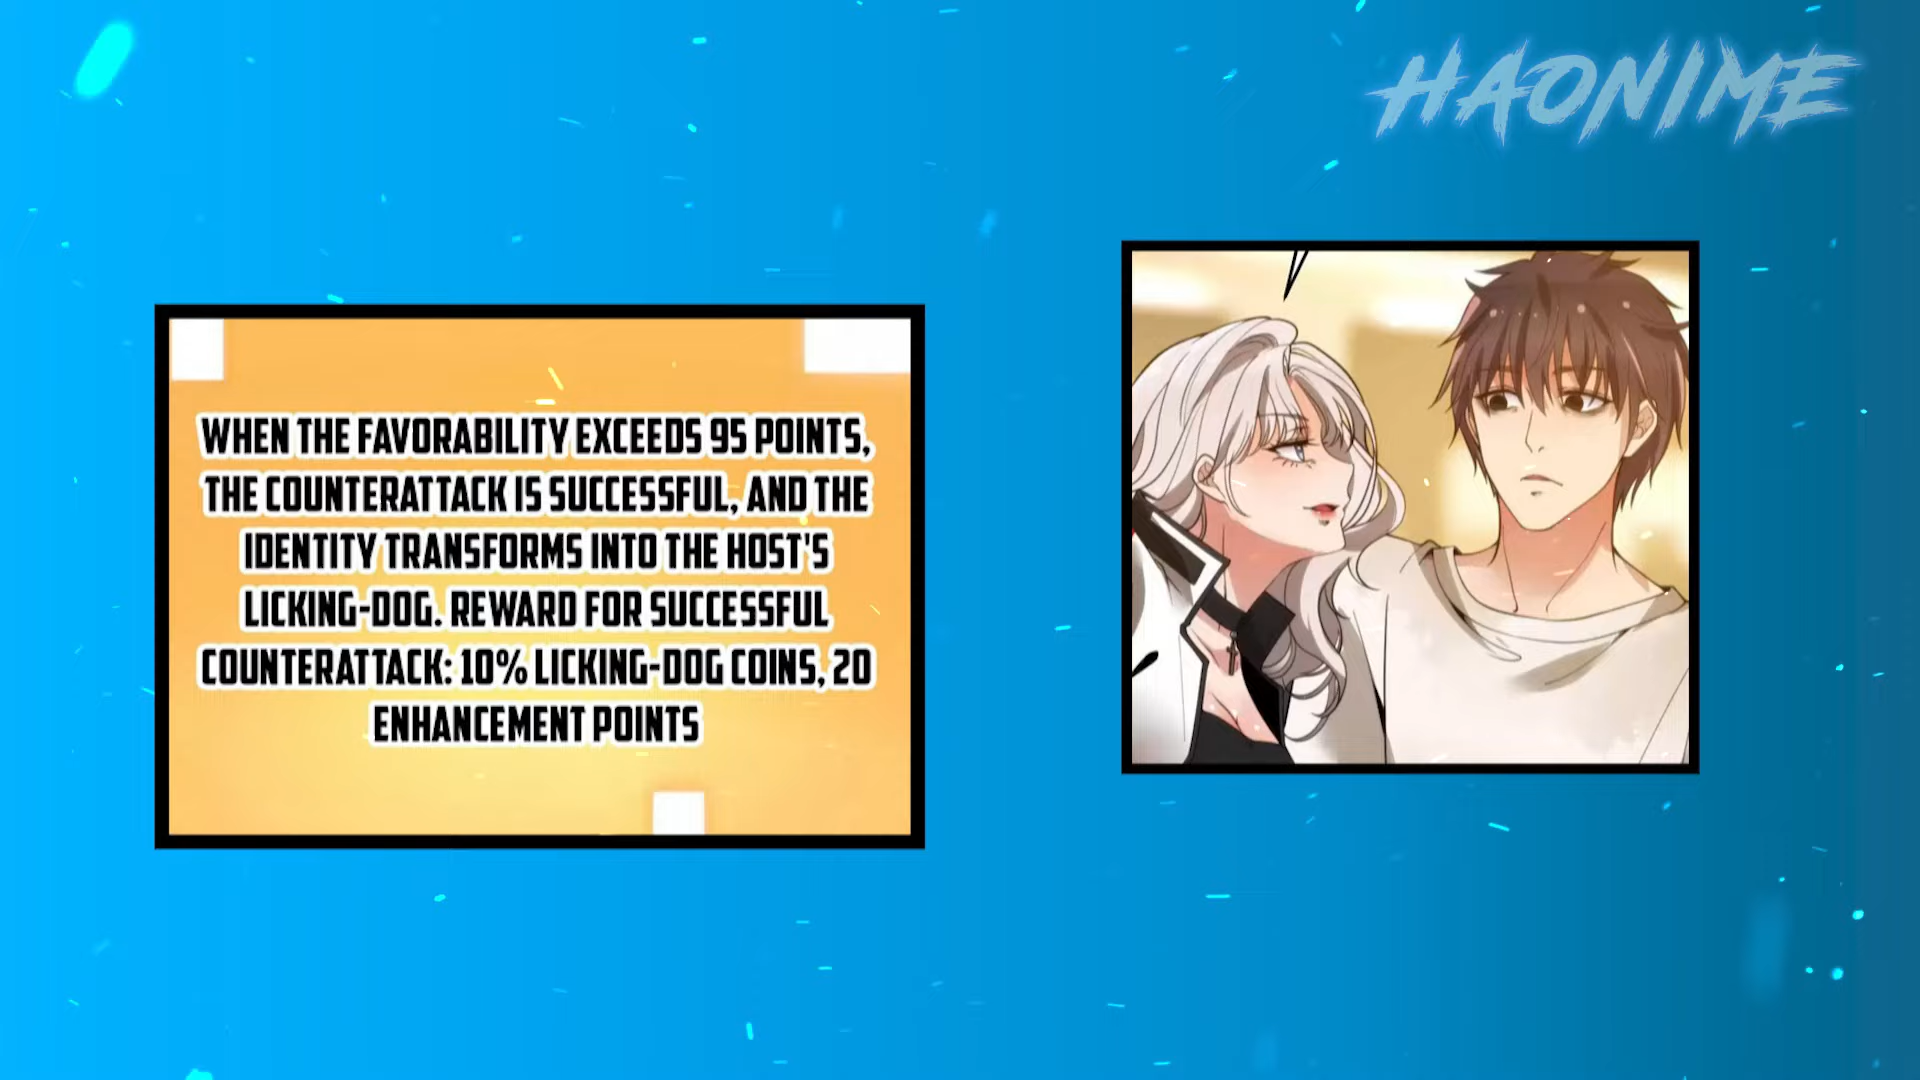 HAONIME
WHEN THE FAVORABILITY EXCEEDS 95 POINTS,
THE COUNTERATTACK IS SUCCESSFUL, AND THE
IDENTITY TRANSFORMS INTO THE HOST'S
LICKING-DOG. REWARD FOR SUCCESSFUL
COUNTERATTACK: 10% LICKING-DOG COINS, 20
ENHANCEMENT POINTS